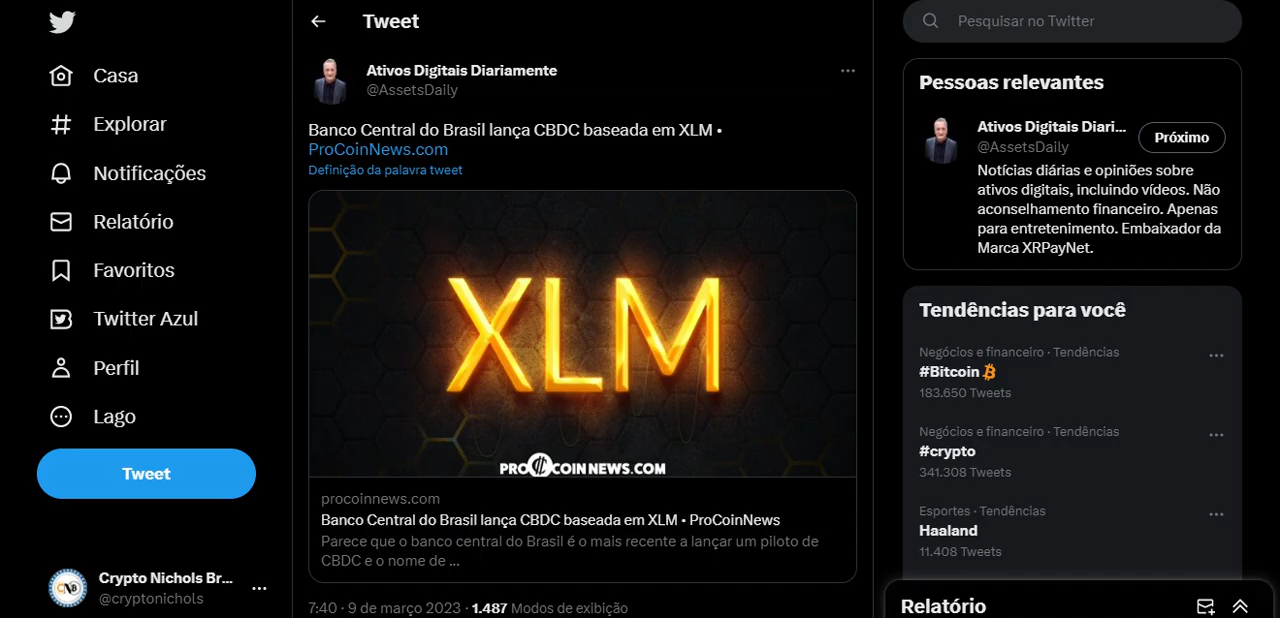 Casa
Explorar
Notificações
Relatório
Favoritos
Twitter Azul
Perfil
Lago
Tweet
Crypto Nichols Br...
@cryptonichols
Tweet
Ativos Digitais Diariamente
@AssetsDaily
Banco Central do Brasil lança CBDC baseada em XLM •
ProCoinNews.com
Definição da palavra tweet
XLM
PROCOINNEWS.COM
procoinnews.com
Banco Central do Brasil lança CBDC baseada em XLM • ProCoinNews
Parece que o banco central do Brasil é o mais recente a lançar um piloto de
CBDC e o nome de ...
7:40 · 9 de março 2023 · 1.487 Modos de exibição
Pesquisar no Twitter
Pessoas relevantes
Ativos Digitais Diari...
@AssetsDaily
Próximo
Notícias diárias e opiniões sobre
ativos digitais, incluindo vídeos. Não
aconselhamento financeiro. Apenas
para entretenimento. Embaixador da
Marca XRPayNet.
Tendências para você
Negócios e financeiro · Tendências
#Bitcoin
183.650 Tweets
Negócios e financeiro · Tendências
#crypto
341.308 Tweets
Esportes · Tendências
Haaland
11.408 Tweets
Relatório